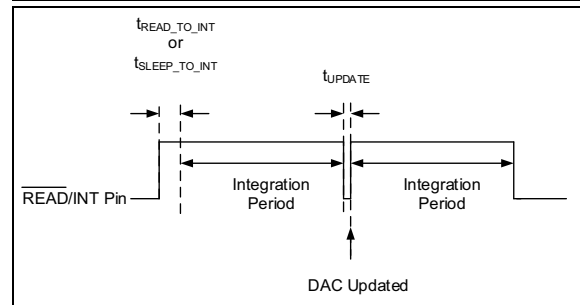 tREAD_TO_INT
or
tSLEEP_TO_INT
tUPDATE
READ/INT Pin
Integration
Period
Integration
Period
DAC Updated